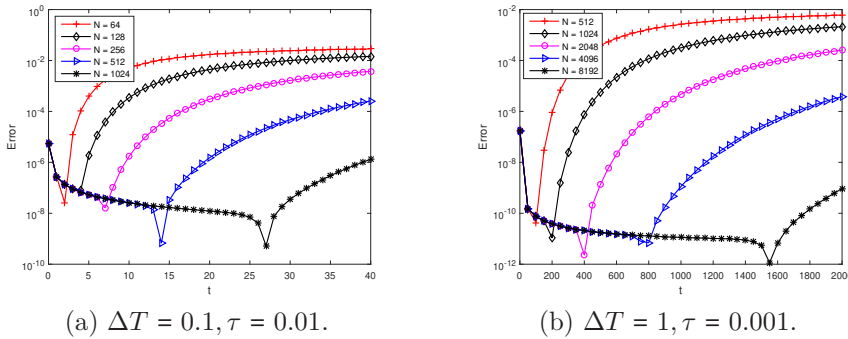 10^0
10^-2
10^-4
10^-6
10^-8
10^-10
Error
0 5 10 15 20 25 30 35 40
t
N = 64
N = 128
N = 256
N = 512
N = 1024
(a) ΔT = 0.1, τ = 0.01.
10^-2
10^-4
10^-6
10^-8
10^-10
10^-12
Error
0 200 400 600 800 1000 1200 1400 1600 1800 2000
t
N = 512
N = 1024
N = 2048
N = 4096
N = 8192
(b) ΔT = 1, τ = 0.001.